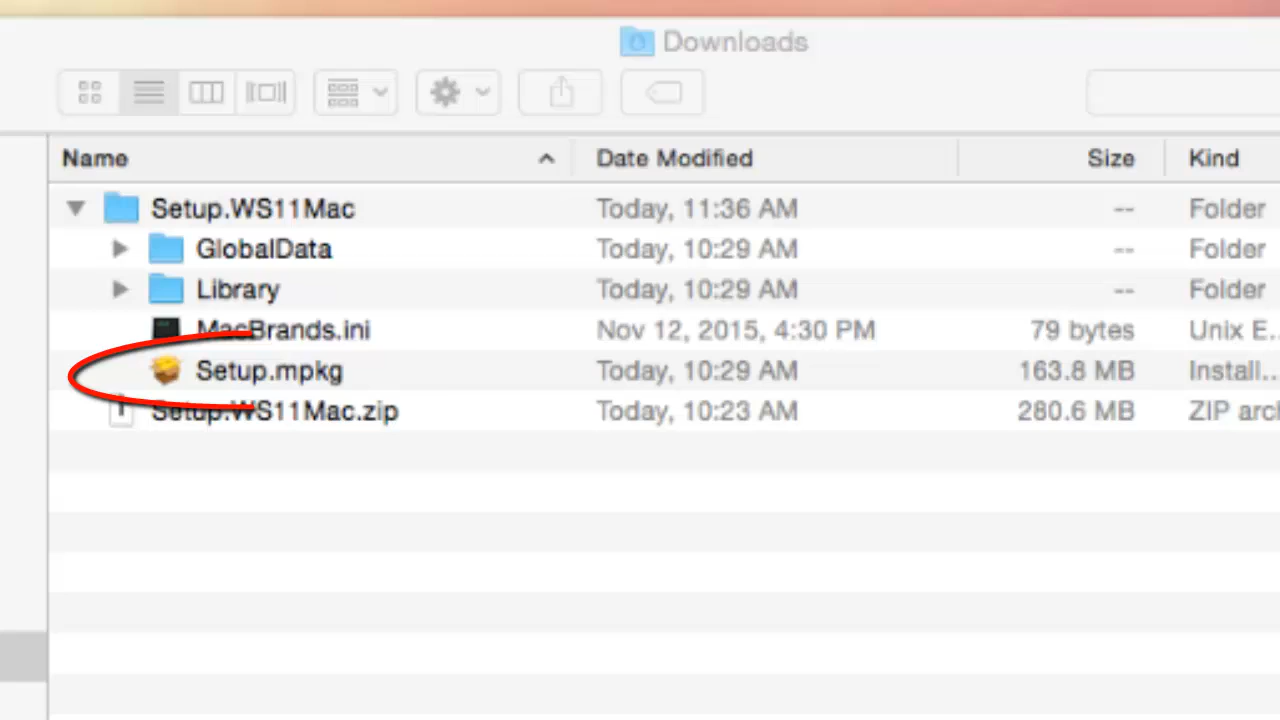 Downloads
Name Date Modified Size Kind
Setup.WS11Mac Today, 11:36 AM -- Folder
GlobalData Today, 10:29 AM -- Folder
Library Today, 10:29 AM -- Folder
MacBrands.ini Nov 12, 2015, 4:30 PM 79 bytes Unix E...
Setup.mpkg Today, 10:29 AM 163.8 MB Install...
Setup.WS11Mac.zip Today, 10:23 AM 280.6 MB ZIP arc